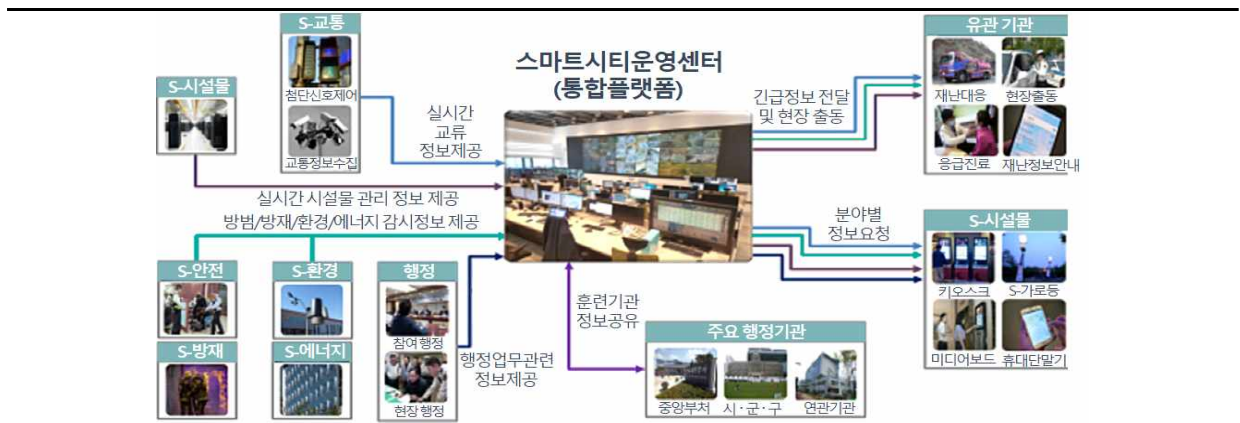 S-교통
첨단신호제어
교통정보수집
S-시설물
스마트시티운영센터
(통합플랫폼)
실시간
교류
정보제공
실시간 시설물 관리 정보 제공
방범/방재/환경/에너지 감시정보 제공
긴급정보 전달
및 현장 출동
유관 기관
재난대응
현장출동
응급진료
재난정보안내
S-안전
S-환경
S-방재
S-에너지
행정
참여 행정
현장 행정
행정업무관련
정보제공
훈련기관
정보공유
주요 행정기관
중앙부처
시·군·구
연관기관
분야별
정보요청
S-시설물
키오스크
S-가로등
미디어보드
휴대단말기